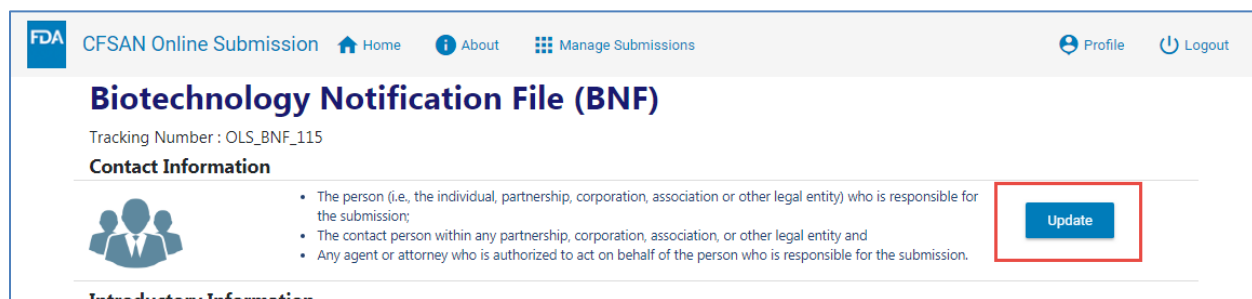 FDA CFSAN Online Submission Home About Manage Submissions Profile Logout
Biotechnology Notification File (BNF)
Tracking Number : OLS_BNF_115
Contact Information
• The person (i.e., the individual, partnership, corporation, association or other legal entity) who is responsible for
the submission;
• The contact person within any partnership, corporation, association, or other legal entity and
• Any agent or attorney who is authorized to act on behalf of the person who is responsible for the submission.
Update
Introductory Information